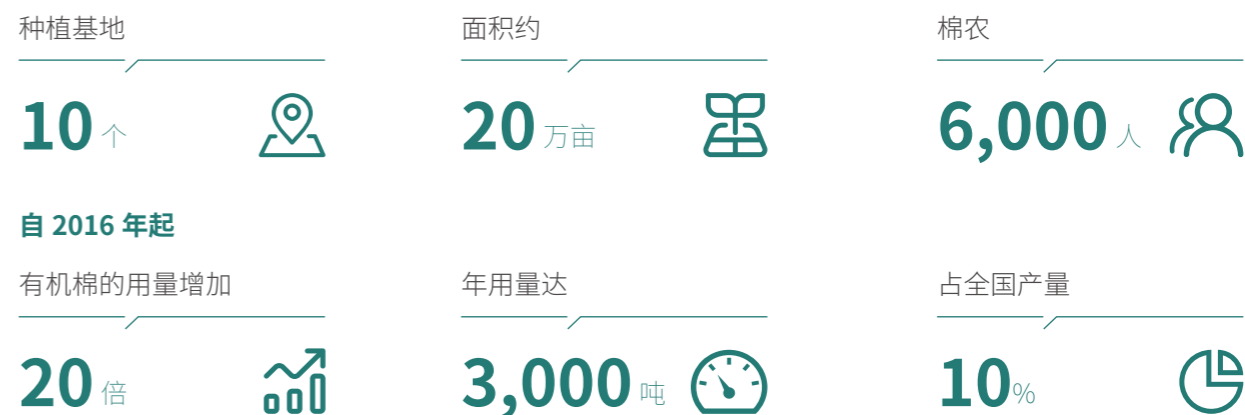 种植基地
面积约
棉农
10 个
20 万亩
6,000 人
自 2016 年起
有机棉的用量增加
年用量达
占全国产量
20 倍
3,000 吨
10%